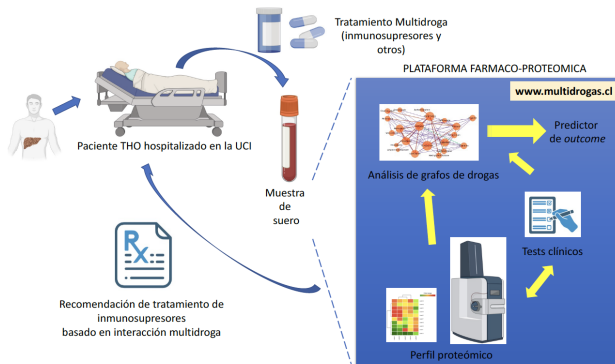 Tratamiento Multidroga
(inmunosupresores y
otros)
PLATAFORMA FARMACO-PROTEOMICA
www.multidrogas.cl
Paciente THO hospitalizado en la UCI
Predictor
de outcome
Análisis de grafos de drogas
Muestra
de
suero
Rx
Tests clínicos
Recomendación de tratamiento de
inmunosupresores
basado en interacción multidroga
Perfil proteómico